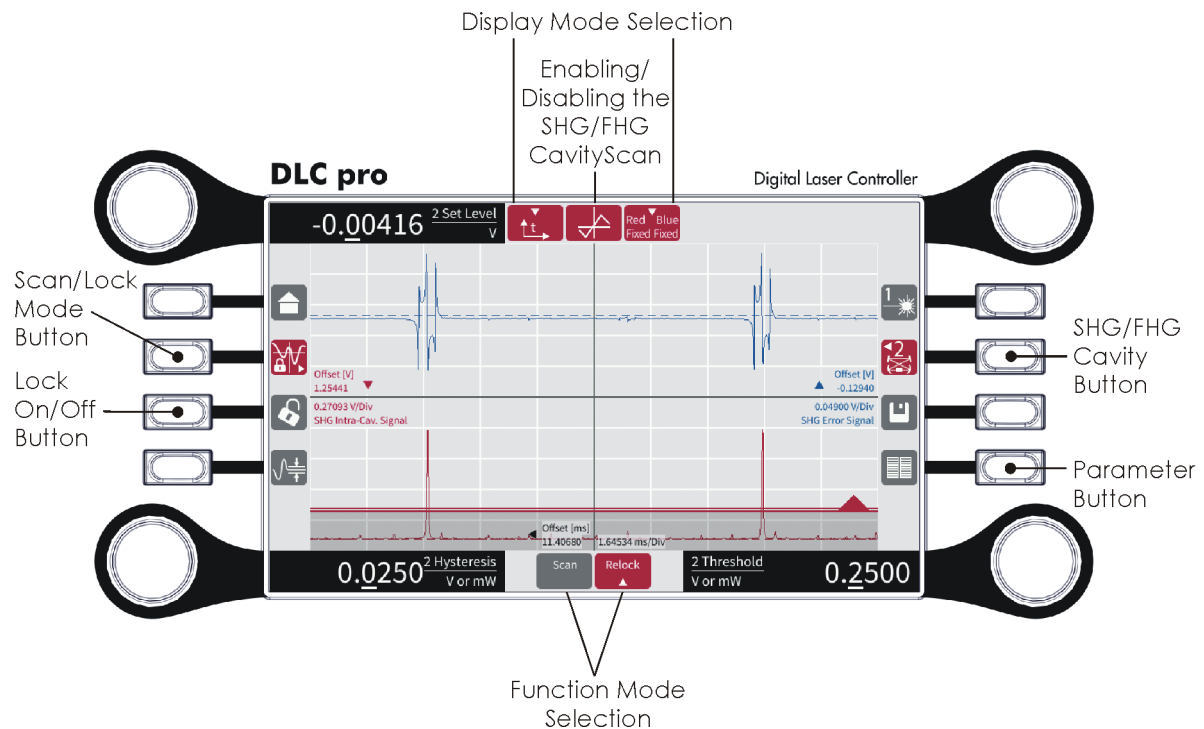 Display Mode Selection
Enabling/
Disabling the
SHG/FHG
CavityScan
DLC pro
Digital Laser Controller
-0.00416
2 Set Level
V
t
Red Blue
Fixed Fixed
Scan/Lock
Mode
Button
Lock
On/Off
Button
1
2
SHG/FHG
Cavity
Button
Parameter
Button
Offset [V]
1.25441
Offset [V]
-0.12940
0.27093 V/Div
SHG Intra-Cav. Signal
0.04900 V/Div
SHG Error Signal
Offset [ms]
11.40680
1.64534 ms/Div
0.0250
2 Hysteresis
V or mW
Scan
Relock
2 Threshold
V or mW
0.2500
Function Mode
Selection